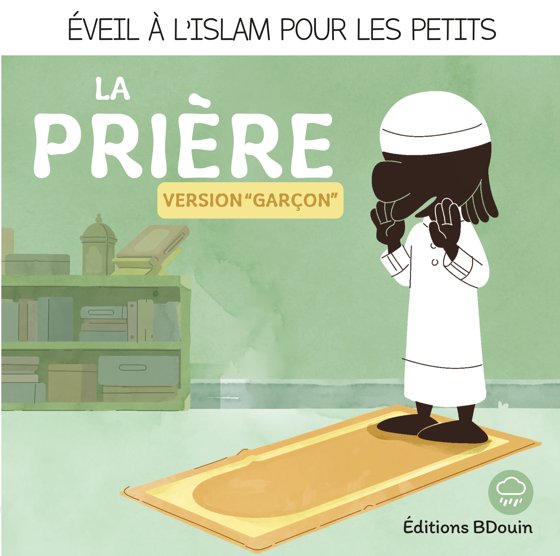 ÉVEIL À L'ISLAM POUR LES PETITS
LA
PRIÈRE
VERSION "GARÇON"
Éditions BDouin